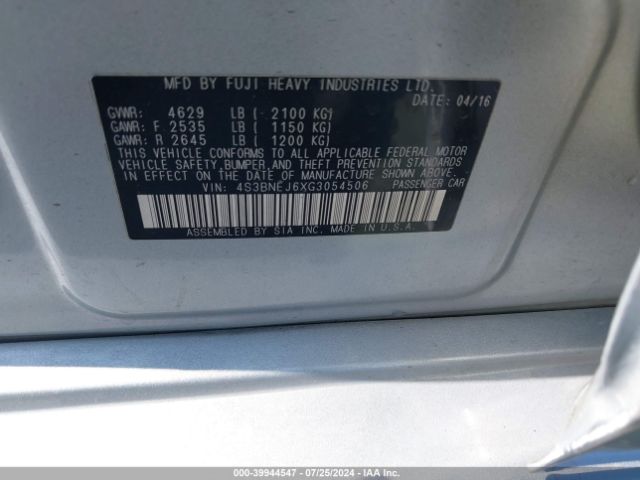 MFD BY FUJI HEAVY INDUSTRIES LTD.
DATE: 04/16
GVWR: 4629 LB ( 2100 KG)
GAWR: F 2535 LB ( 1150 KG)
GAWR: R 2645 LB ( 1200 KG)
THIS VEHICLE CONFORMS TO ALL APPLICABLE FEDERAL MOTOR
VEHICLE SAFETY, BUMPER, AND THEFT PREVENTION STANDARDS
IN EFFECT ON THE DATE OF MANUFACTURE SHOWN ABOVE.
VIN: 4S3BNEJ6XG3054506 PASSENGER CAR
ASSEMBLED BY SIA INC. MADE IN U.S.A.
000-39944547 - 07/25/2024 - IAA Inc.